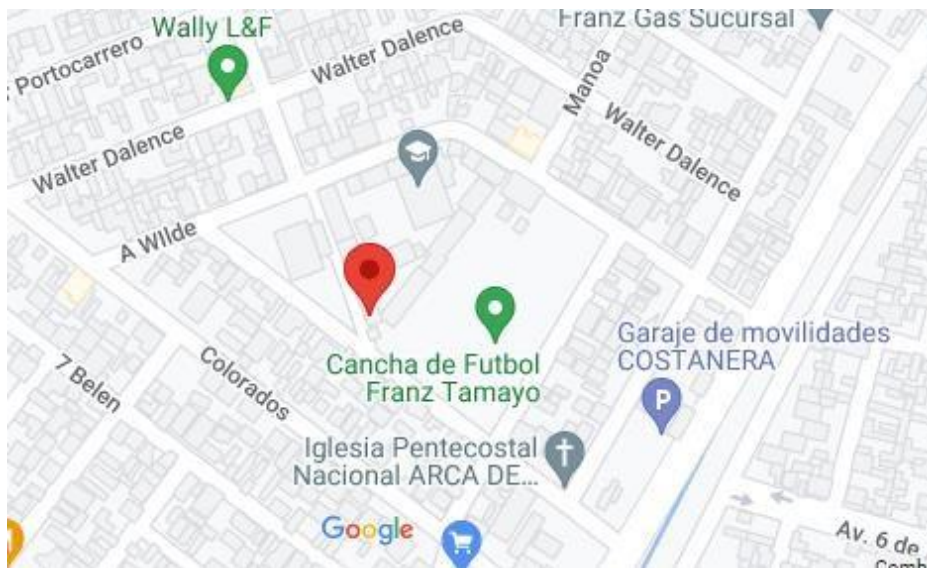 Franz Gas Sucursal
Wally L&F
Portocarrero
Walter Dalence
Manoa
Walter Dalence
Walter Dalence
A WIlde
Garaje de movilidades
COSTANERA
Cancha de Futbol
Franz Tamayo
Colorados
7 Belen
P
Iglesia Pentecostal
Nacional ARCA DE...
Google
Av. 6 de